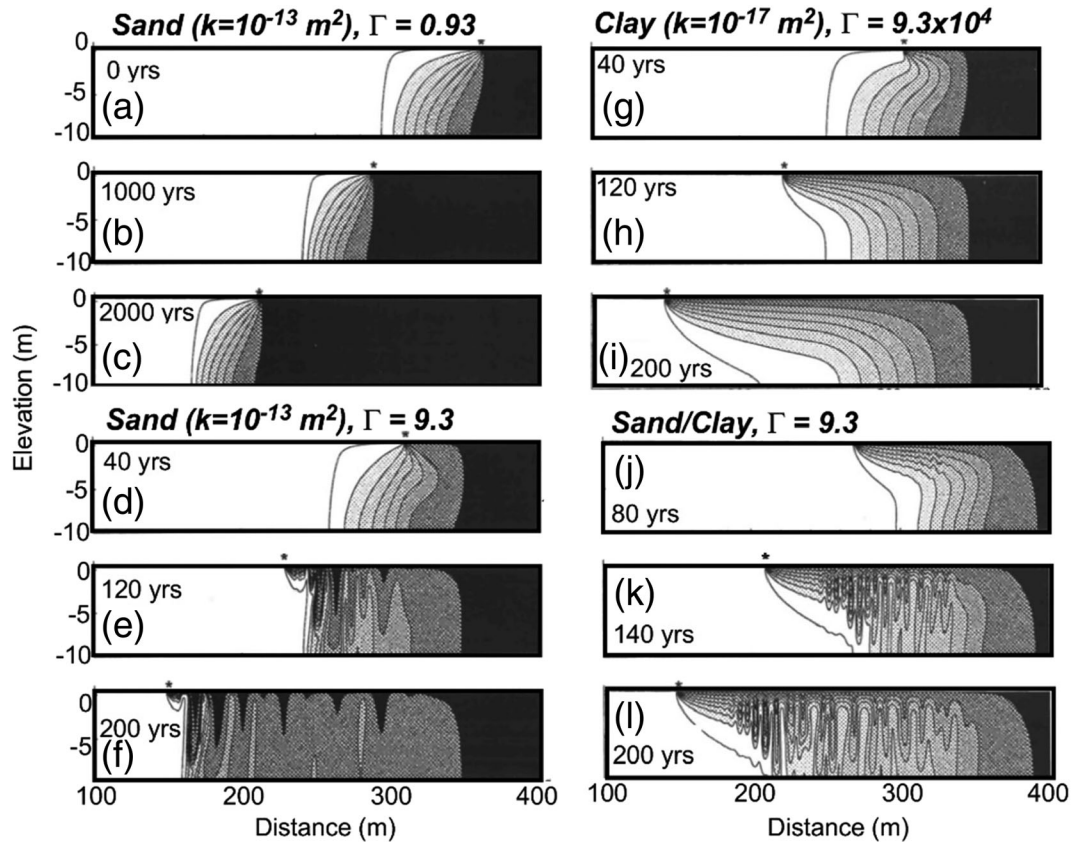 Sand (k=10⁻¹³ m²), Γ = 0.93
0
-5
-10
0 yrs
(a)
*
0
-5
-10
1000 yrs
(b)
*
0
-5
-10
2000 yrs
(c)
*
Elevation (m)
Sand (k=10⁻¹³ m²), Γ = 9.3
0
-5
-10
40 yrs
(d)
*
0
-5
-10
120 yrs
(e)
*
0
-5
200 yrs
(f)
*
100 200 300 400
Distance (m)
Clay (k=10⁻¹⁷ m²), Γ = 9.3x10⁴
40 yrs
(g)
*
120 yrs
(h)
*
(i)
200 yrs
*
Sand/Clay, Γ = 9.3
(j)
80 yrs
*
(k)
140 yrs
*
(l)
200 yrs
*
100 200 300 400
Distance (m)